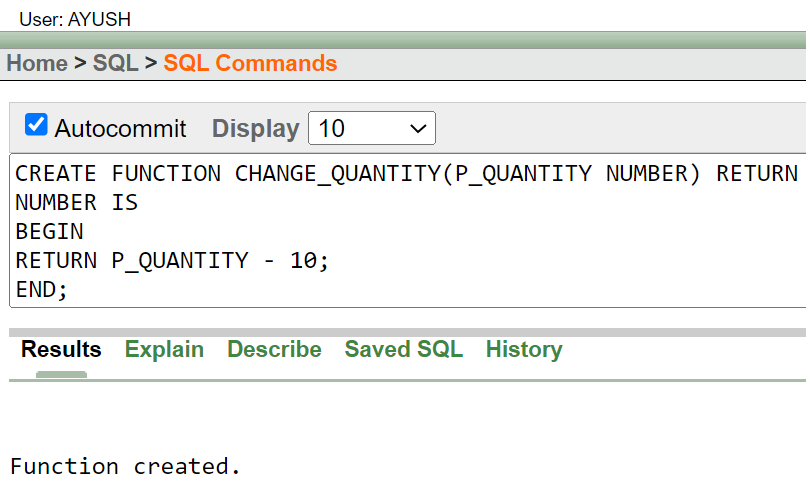 User: AYUSH
Home > SQL > SQL Commands
Autocommit Display 10
CREATE FUNCTION CHANGE_QUANTITY(P_QUANTITY NUMBER) RETURN
NUMBER IS
BEGIN
RETURN P_QUANTITY - 10;
END;
Results Explain Describe Saved SQL History
Function created.